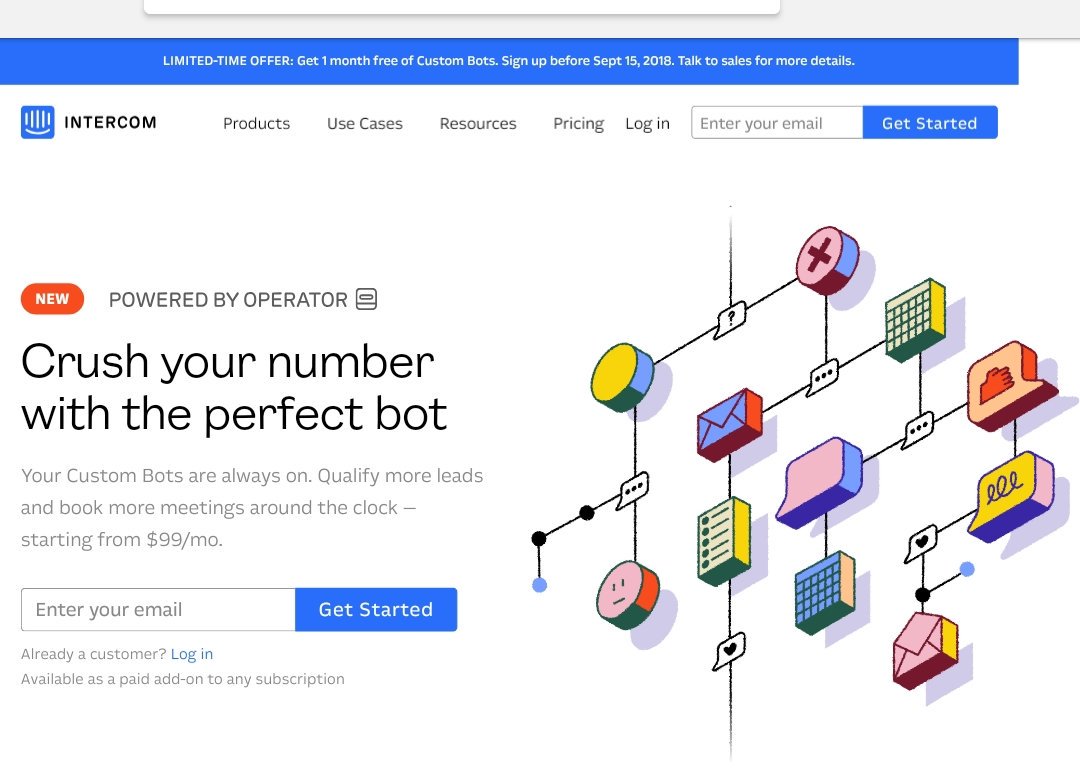 LIMITED-TIME OFFER: Get 1 month free of Custom Bots. Sign up before Sept 15, 2018. Talk to sales for more details.
INTERCOM Products Use Cases Resources Pricing Log in Enter your email Get Started
NEW POWERED BY OPERATOR
Crush your number
with the perfect bot
Your Custom Bots are always on. Qualify more leads
and book more meetings around the clock –
starting from $99/mo.
Enter your email Get Started
Already a customer? Log in
Available as a paid add-on to any subscription
?